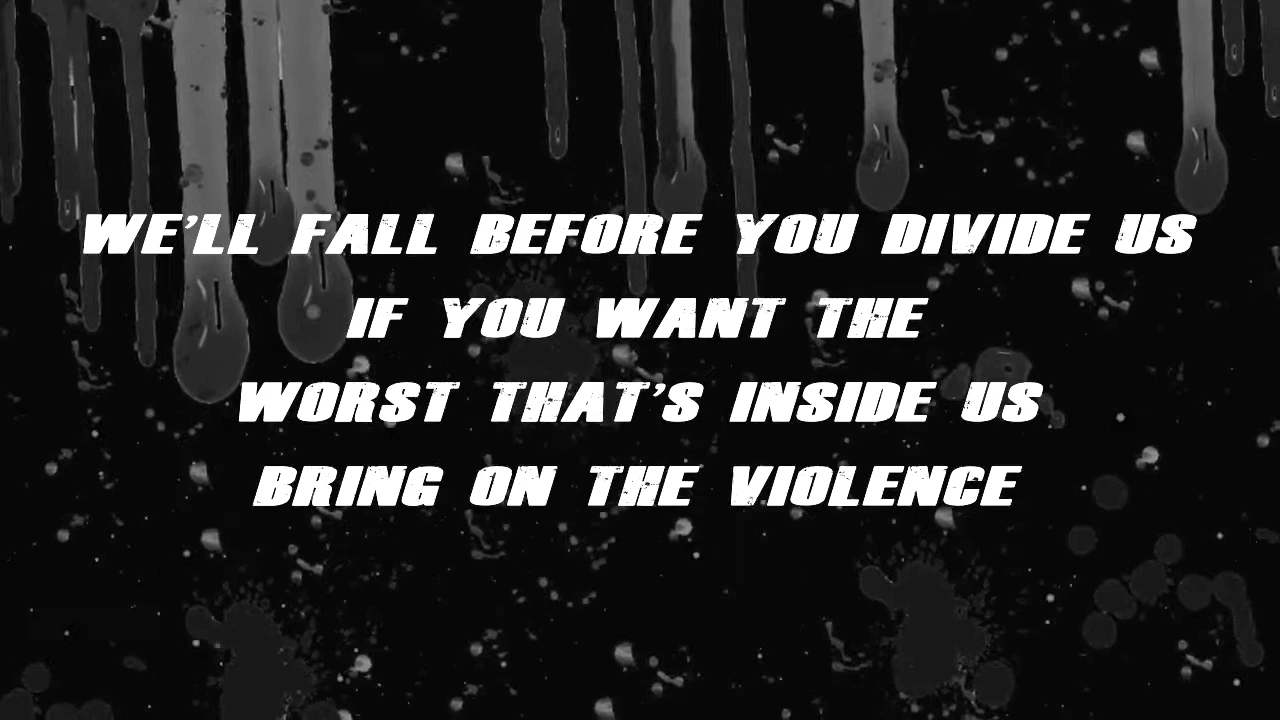 WE'LL FALL BEFORE YOU DIVIDE US
IF YOU WANT THE
WORST THAT'S INSIDE US
BRING ON THE VIOLENCE